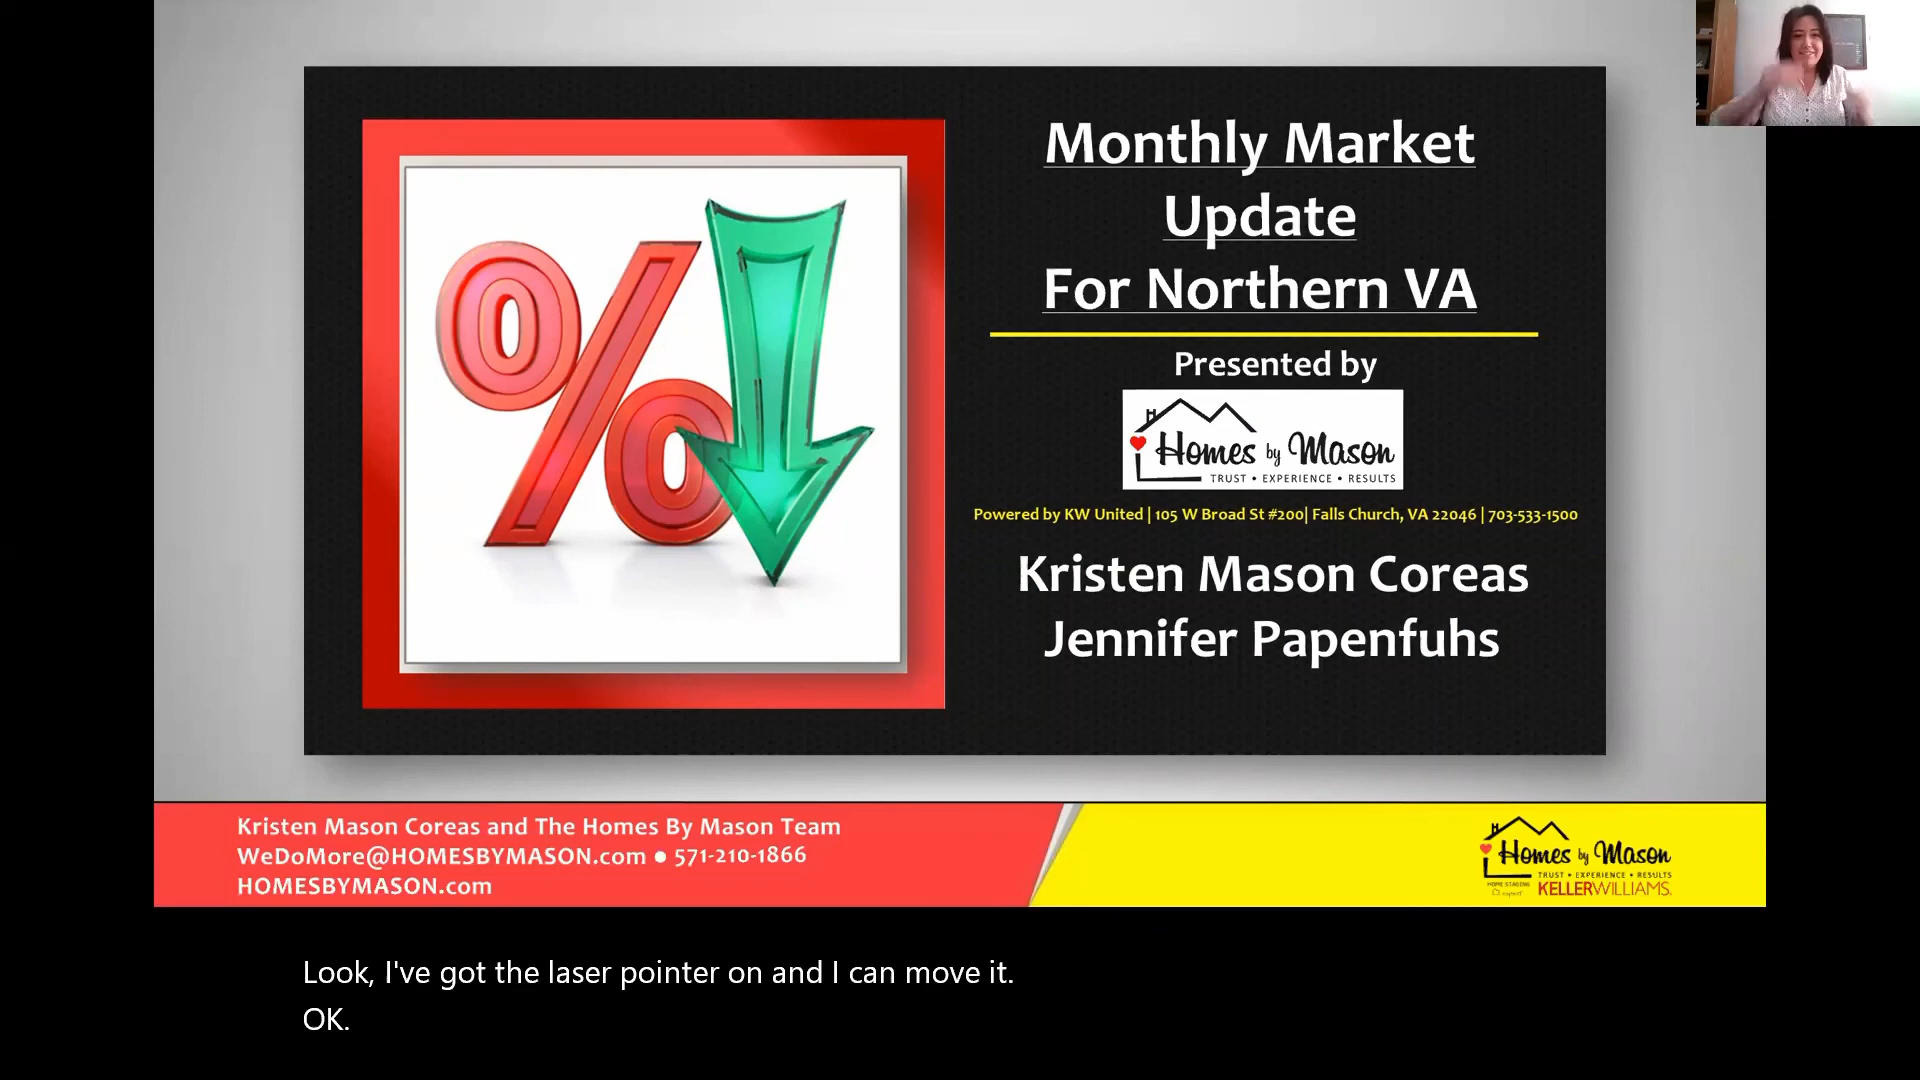 Monthly Market
Update
For Northern VA
Presented by
Homes by Mason
TRUST • EXPERIENCE • RESULTS
Powered by KW United | 105 W Broad St #200| Falls Church, VA 22046 | 703-533-1500
Kristen Mason Coreas
Jennifer Papenfuhs
%
Kristen Mason Coreas and The Homes By Mason Team
WeDoMore@HOMESBYMASON.com ● 571-210-1866
HOMESBYMASON.com
Homes by Mason
TRUST • EXPERIENCE • RESULTS
HOME STAGING
expert
KELLERWILLIAMS.
Look, I've got the laser pointer on and I can move it.
OK.